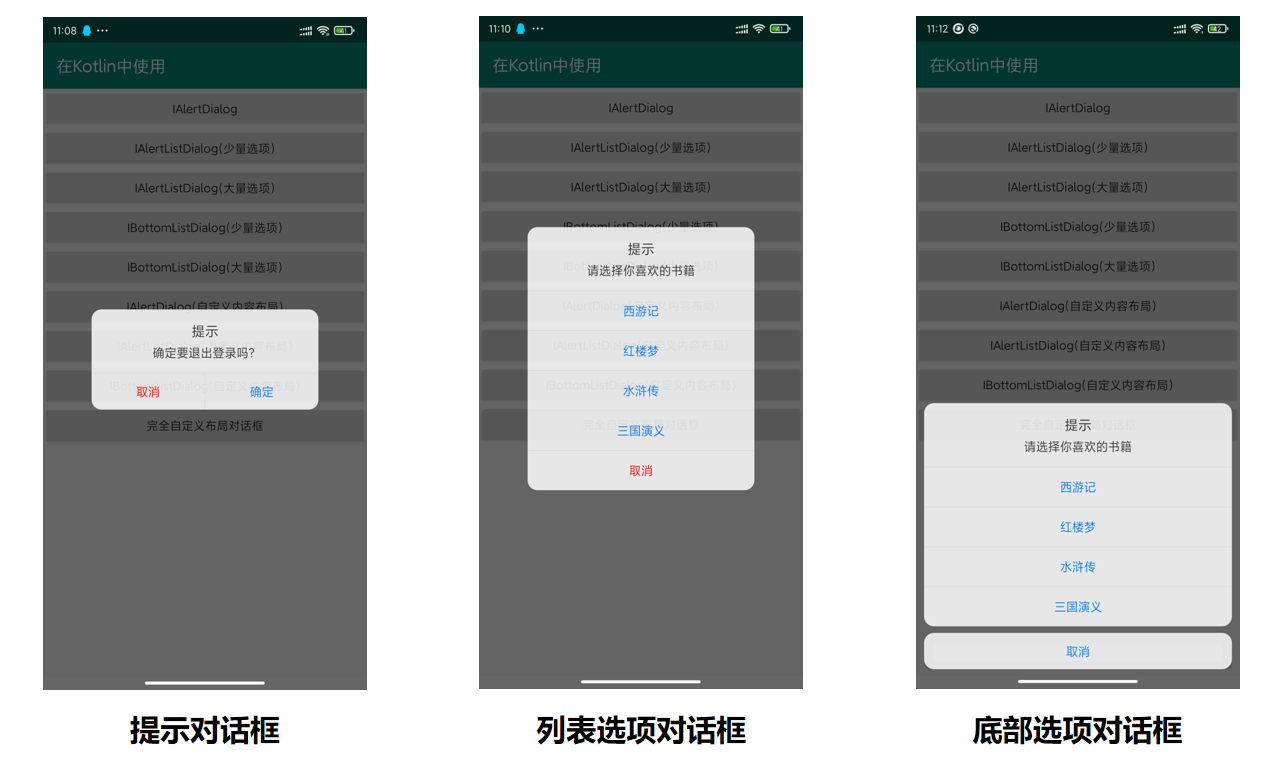 11:08
在Kotlin中使用
IAlertDialog
IAlertListDialog(少量选项)
IAlertListDialog(大量选项)
IBottomListDialog(少量选项)
IBottomListDialog(大量选项)
IAlertDialog(自定义内容布局)
提示
确定要退出登录吗?
取消
确定
完全自定义布局对话框
提示对话框
11:10
在Kotlin中使用
IAlertDialog
IAlertListDialog(少量选项)
IAlertListDialog(大量选项)
IBottomListDialog(少量选项)
提示
请选择你喜欢的书籍
西游记
红楼梦
水浒传
三国演义
取消
列表选项对话框
11:12
在Kotlin中使用
IAlertDialog
IAlertListDialog(少量选项)
IAlertListDialog(大量选项)
IBottomListDialog(少量选项)
IBottomListDialog(大量选项)
IAlertDialog(自定义内容布局)
IAlertListDialog(自定义内容布局)
IBottomListDialog(自定义内容布局)
提示
请选择你喜欢的书籍
西游记
红楼梦
水浒传
三国演义
取消
底部选项对话框